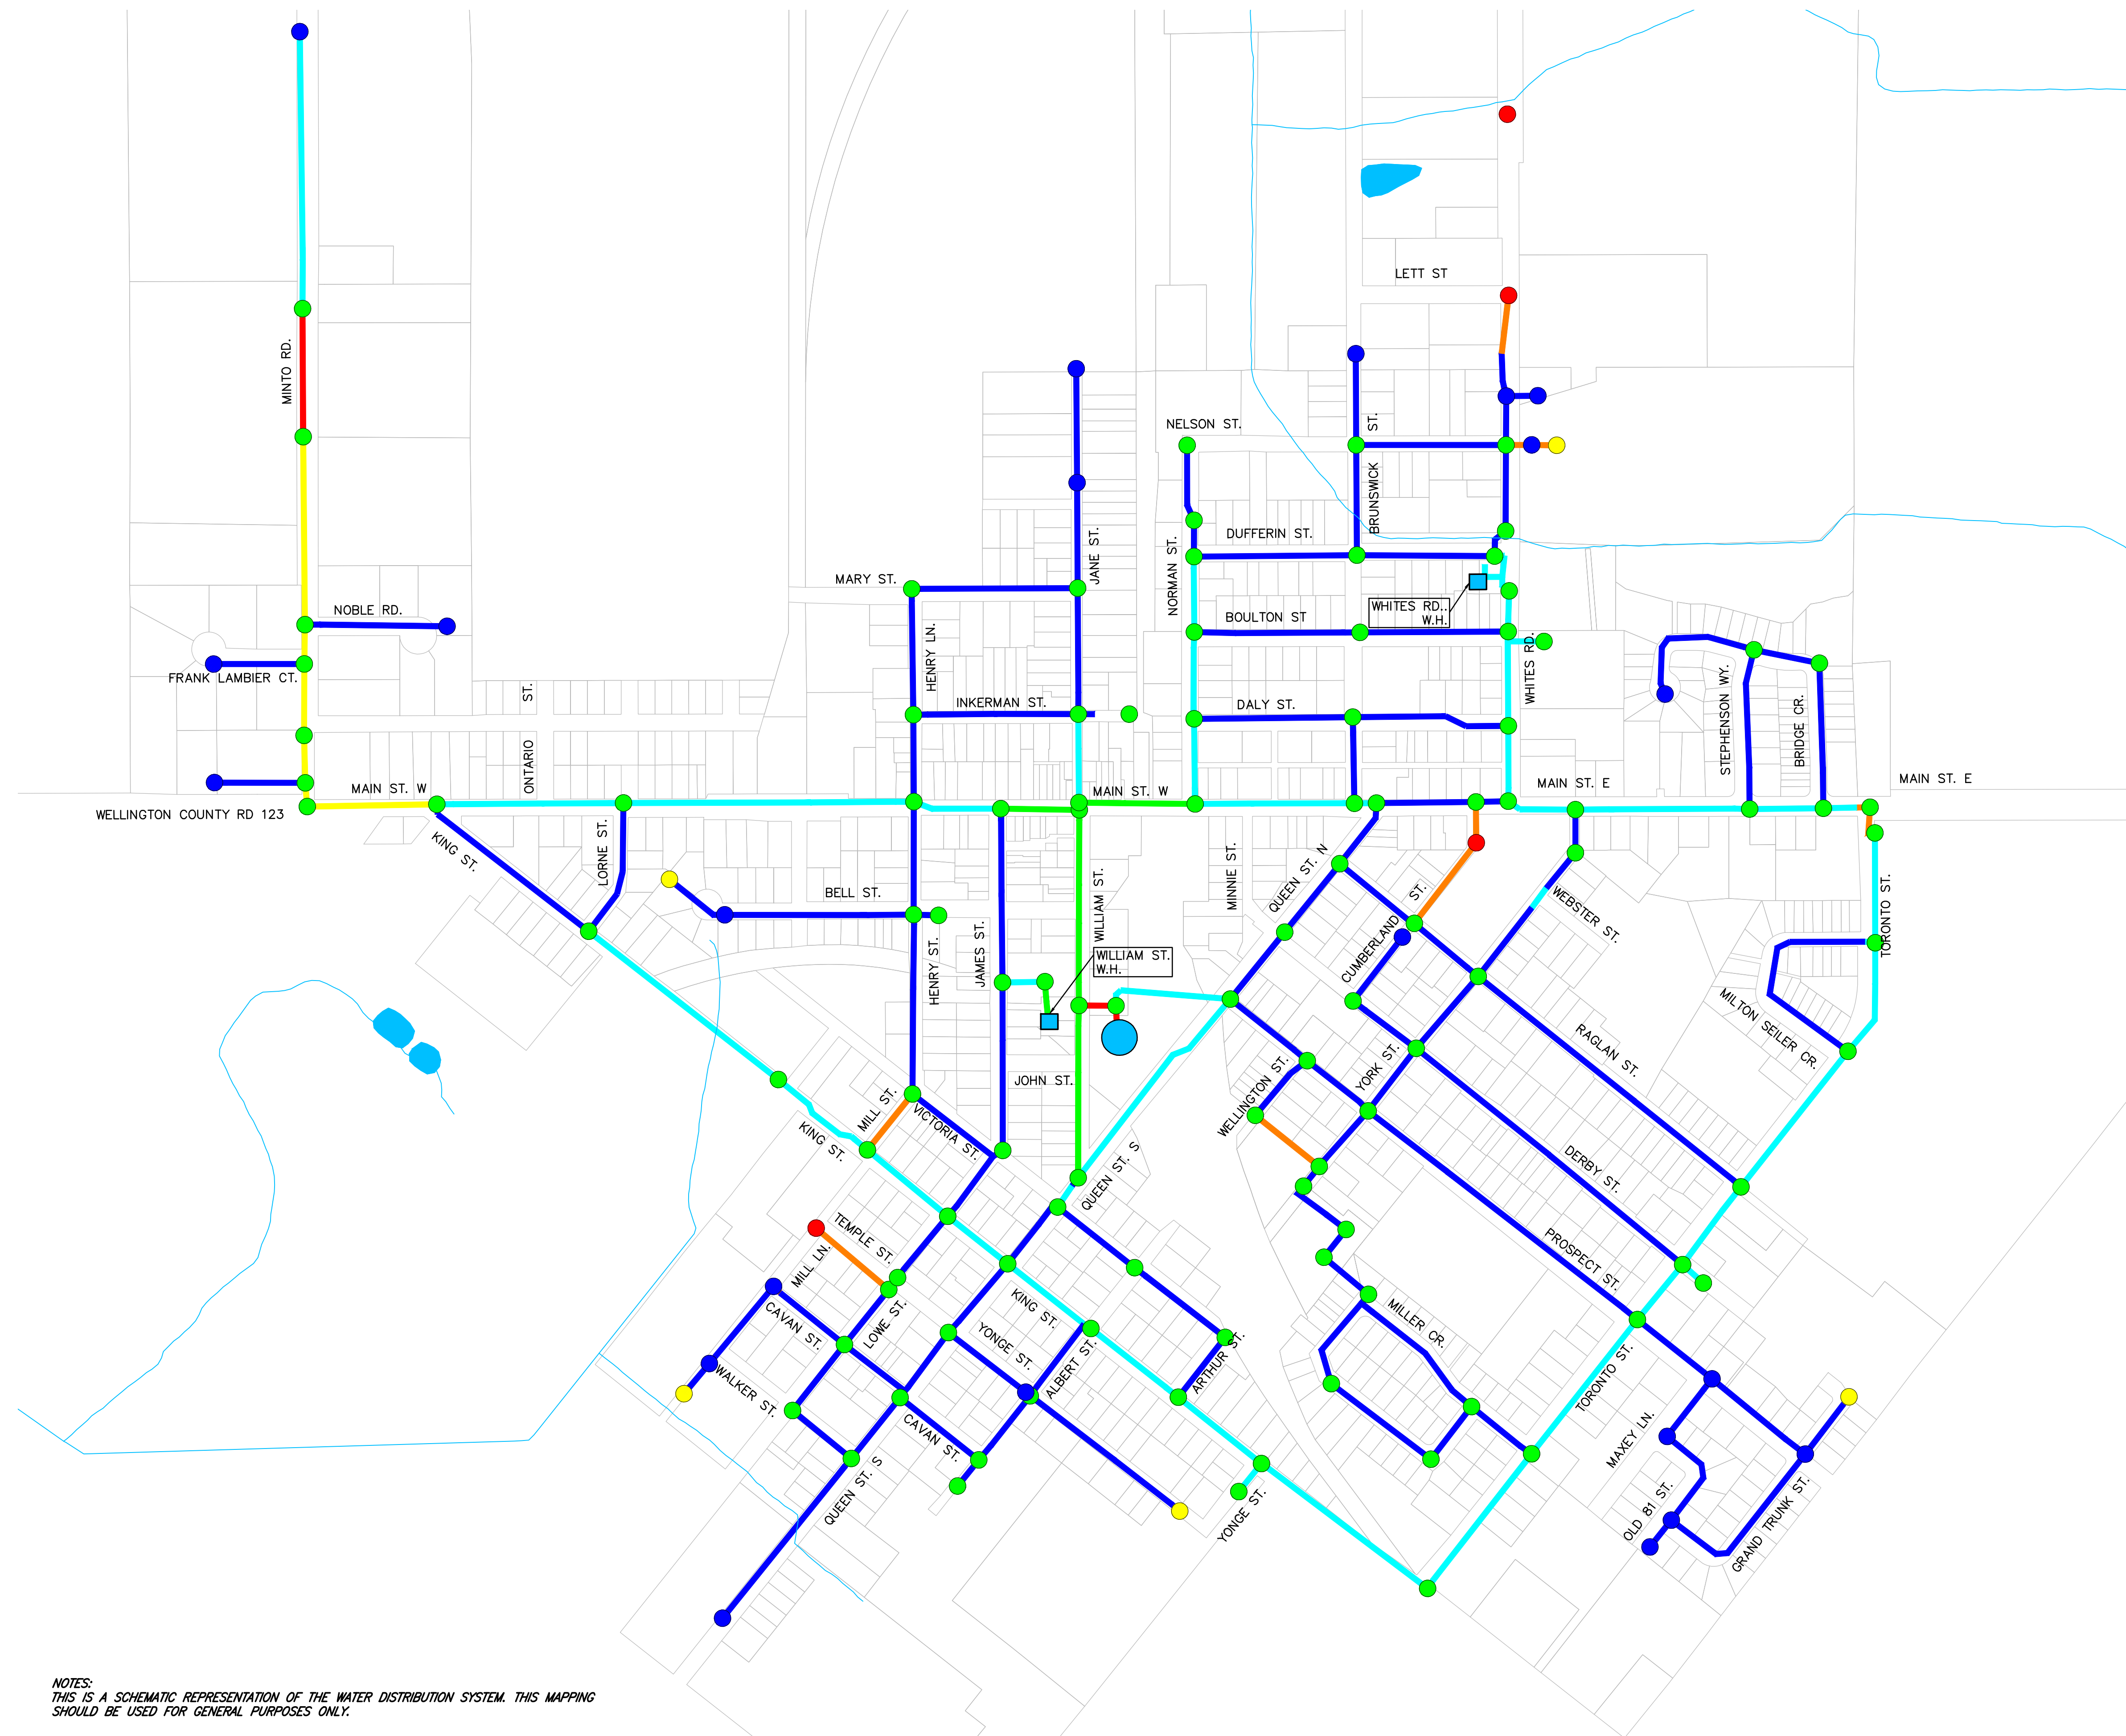 LETT ST
MINTO RD.
NELSON ST.
BRUNSWICK ST.
DUFFERIN ST.
JANE ST.
NORMAN ST.
MARY ST.
NOBLE RD.
BOULTON ST
WHITES RD..
W.H.
HENRY LN.
WHITES RD.
FRANK LAMBIER CT.
ONTARIO ST.
INKERMAN ST.
DALY ST.
STEPHENSON WY.
BRIDGE CR.
MAIN ST. W
MAIN ST. W
MAIN ST. E
MAIN ST. E
WELLINGTON COUNTY RD 123
KING ST.
LORNE ST.
BELL ST.
WILLIAM ST.
MINNIE ST.
QUEEN ST. N
CUMBERLAND ST.
WEBSTER ST.
TORONTO ST.
HENRY ST.
JAMES ST.
WILLIAM ST.
W.H.
MILTON SEILER CR.
RAGLAN ST.
JOHN ST.
YORK ST.
WELLINGTON ST.
MILL ST.
VICTORIA ST.
KING ST.
QUEEN ST. S
DERBY ST.
TEMPLE ST.
MILL LN.
PROSPECT ST.
CAVAN ST.
LOWE ST.
KING ST.
MILLER CR.
YONGE ST.
ALBERT ST.
ARTHUR ST.
TORONTO ST.
WALKER ST.
CAVAN ST.
MAXEY LN.
QUEEN ST. S
YONGE ST.
OLD 81 ST.
GRAND TRUNK ST.
NOTES:
THIS IS A SCHEMATIC REPRESENTATION OF THE WATER DISTRIBUTION SYSTEM. THIS MAPPING
SHOULD BE USED FOR GENERAL PURPOSES ONLY.